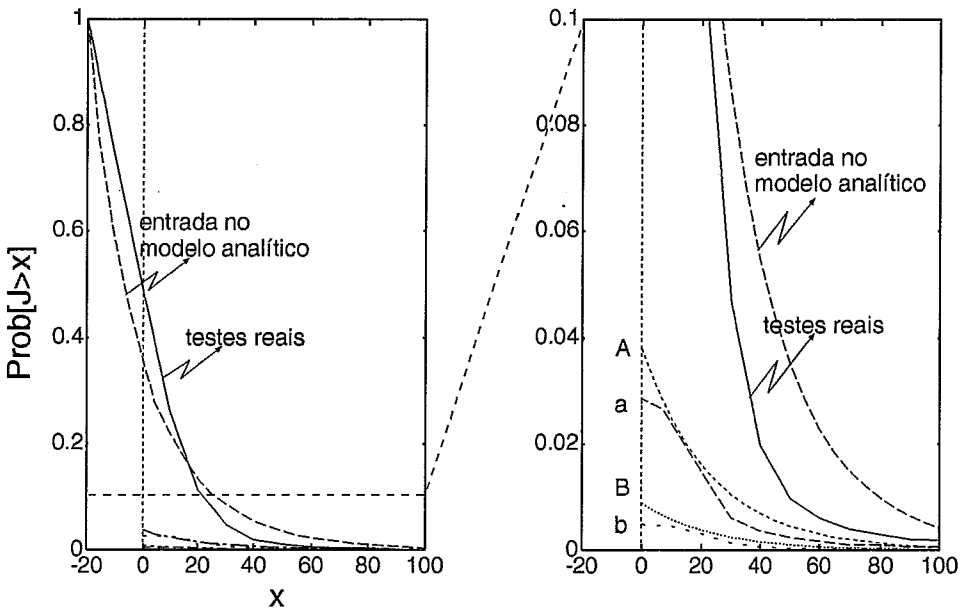 1
0.8
0.6
0.4
0.2
0
-20 0 20 40 60 80 100
x
Prob[J>x]
entrada no
modelo analítico
testes reais
0.1
0.08
0.06
0.04
0.02
0
-20 0 20 40 60 80 100
entrada no
modelo analítico
testes reais
A
a
B
b